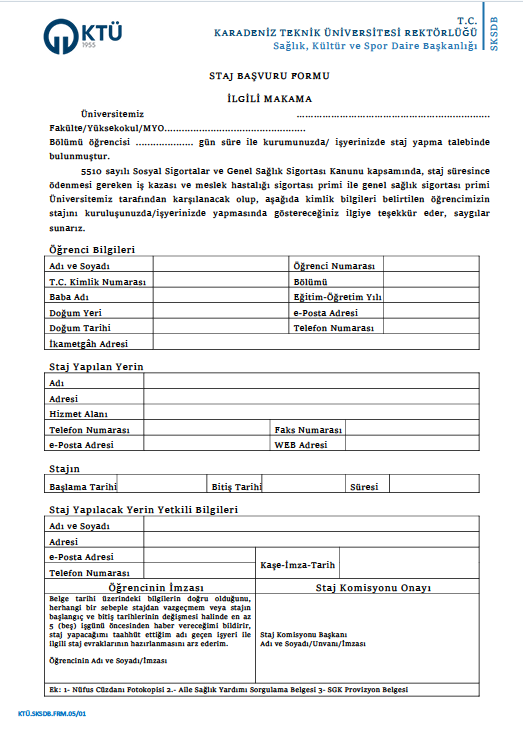 KTÜ
1955
T.C.
KARADENİZ TEKNİK ÜNİVERSİTESİ REKTÖRLÜĞÜ
Sağlık, Kültür ve Spor Daire Başkanlığı
SKSDB
STAJ BAŞVURU FORMU
İLGİLİ MAKAMA
Üniversitemiz ..................................................................
Fakülte/Yüksekokul/MYO.................................................
Bölümü öğrencisi .................... gün süre ile kurumunuzda/ işyerinizde staj yapma talebinde
bulunmuştur.
5510 sayılı Sosyal Sigortalar ve Genel Sağlık Sigortası Kanunu kapsamında, staj süresince
ödenmesi gereken iş kazası ve meslek hastalığı sigortası primi ile genel sağlık sigortası primi
Üniversitemiz tarafından karşılanacak olup, aşağıda kimlik bilgileri belirtilen öğrencimizin
stajını kuruluşunuzda/işyerinizde yapmasında göstereceğiniz ilgiye teşekkür eder, saygılar
sunarız.
Öğrenci Bilgileri
Adı ve Soyadı Öğrenci Numarası
T.C. Kimlik Numarası Bölümü
Baba Adı Eğitim-Öğretim Yılı
Doğum Yeri e-Posta Adresi
Doğum Tarihi Telefon Numarası
İkametgâh Adresi
Staj Yapılan Yerin
Adı
Adresi
Hizmet Alanı
Telefon Numarası Faks Numarası
e-Posta Adresi WEB Adresi
Stajın
Başlama Tarihi Bitiş Tarihi Süresi
Staj Yapılacak Yerin Yetkili Bilgileri
Adı ve Soyadı
Adresi
e-Posta Adresi
Kaşe-İmza-Tarih
Telefon Numarası
Öğrencinin İmzası Staj Komisyonu Onayı
Belge tarihi üzerindeki bilgilerin doğru olduğunu,
herhangi bir sebeple stajdan vazgeçmem veya stajın
başlangıç ve bitiş tarihlerinin değişmesi halinde en az
5 (beş) işgünü öncesinden haber vereceğimi bildirir,
staj yapacağımı taahhüt ettiğim adı geçen işyeri ile
ilgili staj evraklarının hazırlanmasını arz ederim.
Öğrencinin Adı ve Soyadı/İmzası
Staj Komisyonu Başkanı
Adı ve Soyadı/Unvanı/İmzası
Ek: 1- Nüfus Cüzdanı Fotokopisi 2.- Aile Sağlık Yardımı Sorgulama Belgesi 3- SGK Provizyon Belgesi
KTÜ.SKSDB.FRM.05/01